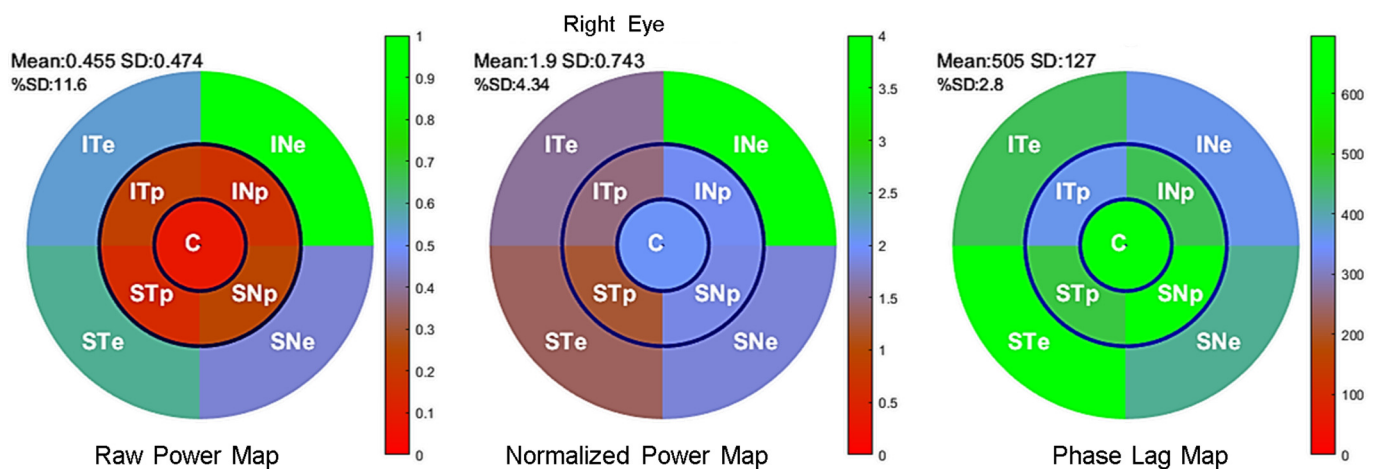 Right Eye
Mean:0.455 SD:0.474
%SD:11.6
ITe
INe
ITp
INp
C
STp
SNp
STe
SNe
1
0.9
0.8
0.7
0.6
0.5
0.4
0.3
0.2
0.1
0
Raw Power Map
Mean:1.9 SD:0.743
%SD:4.34
ITe
INe
ITp
INp
C
STp
SNp
STe
SNe
4
3.5
3
2.5
2
1.5
1
0.5
0
Normalized Power Map
Mean:505 SD:127
%SD:2.8
ITe
INe
ITp
INp
C
STp
SNp
STe
SNe
600
500
400
300
200
100
0
Phase Lag Map